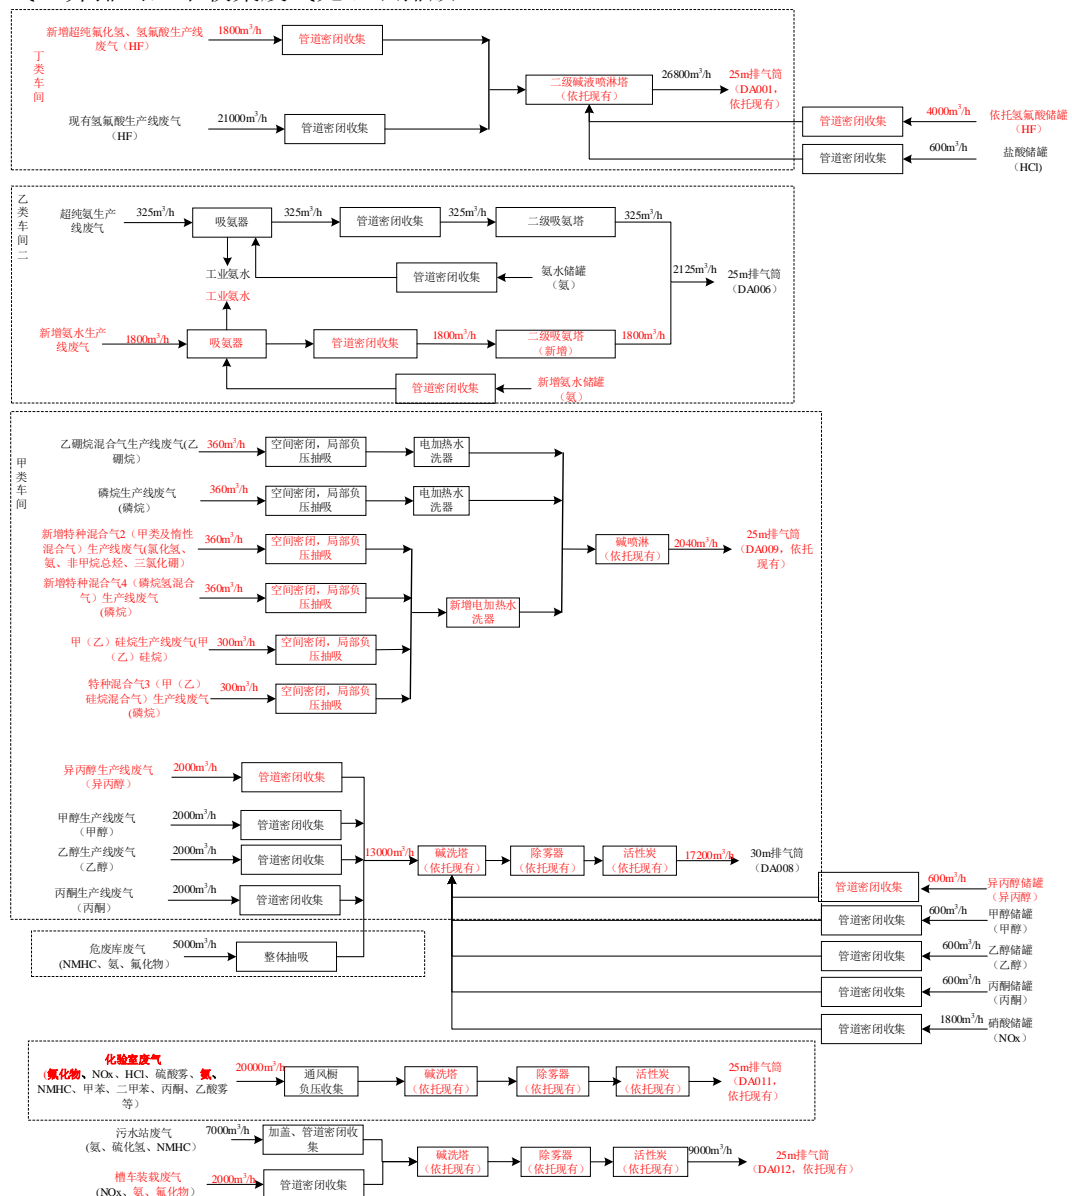 新增超纯氟化氢、氢氟酸生产线
废气（HF）
1800m³/h
管道密闭收集
丁
类
车
间
现有氢氟酸生产线废气
（HF）
21000m³/h
管道密闭收集
二级碱液喷淋塔
（依托现有）
26800m³/h
25m排气筒
（DA001，
依托现有）
管道密闭收集
4000m³/h
依托氢氟酸储罐
（HF）
管道密闭收集
600m³/h
盐酸储罐
（HCl)
乙
类
车
间
二
超纯氨生产
线废气
325m³/h
吸氨器
325m³/h
管道密闭收集
325m³/h
二级吸氨塔
325m³/h
工业氨水
管道密闭收集
氨水储罐
（氨）
2125m³/h
25m排气筒
（DA006）
工业氨水
新增氨水生产
线废气
1800m³/h
吸氨器
管道密闭收集
1800m³/h
二级吸氨塔
（新增）
1800m³/h
管道密闭收集
新增氨水储罐
（氨）
甲
类
车
间
乙硼烷混合气生产线废气(乙
硼烷）
360m³/h
空间密闭，局部负
压抽吸
电加热水
洗器
磷烷生产线废气
(磷烷）
360m³/h
空间密闭，局部负
压抽吸
电加热水
洗器
新增特种混合气2（甲类及惰性
混合气）生产线废气(氯化氢、
氨、非甲烷总烃、三氯化硼）
360m³/h
空间密闭，局部负
压抽吸
新增特种混合气4（磷烷氢混合
气）生产线废气
(磷烷）
360m³/h
空间密闭，局部负
压抽吸
新增电加热水
洗器
碱喷淋
（依托现有）
2040m³/h
25m排气筒
（DA009，依托
现有）
甲（乙）硅烷生产线废气(甲
（乙）硅烷）
300m³/h
空间密闭，局部负
压抽吸
特种混合气3（甲（乙）
硅烷混合气）生产线废气
(磷烷）
300m³/h
空间密闭，局部负
压抽吸
异丙醇生产线废气
（异丙醇）
2000m³/h
管道密闭收集
甲醇生产线废气
（甲醇）
2000m³/h
管道密闭收集
乙醇生产线废气
（乙醇）
2000m³/h
管道密闭收集
丙酮生产线废气
（丙酮）
2000m³/h
管道密闭收集
13000m³/h
碱洗塔
（依托现有）
除雾器
（依托现有）
活性炭
（依托现有）
17200m³/h
30m排气筒
（DA008）
管道密闭收集
600m³/h
异丙醇储罐
（异丙醇）
管道密闭收集
600m³/h
甲醇储罐
（甲醇）
管道密闭收集
600m³/h
乙醇储罐
（乙醇）
管道密闭收集
600m³/h
丙酮储罐
（丙酮）
管道密闭收集
1800m³/h
硝酸储罐
（NOx）
危废库废气
(NMHC、氨、氟化物）
5000m³/h
整体抽吸
化验室废气
（氟化物、NOx、HCl、硫酸雾、氨、
NMHC、甲苯、二甲苯、丙酮、乙酸雾
等）
20000m³/h
通风橱
负压收集
碱洗塔
（依托现有）
除雾器
（依托现有）
活性炭
（依托现有）
25m排气筒
（DA011，
依托现有）
污水站废气
(氨、硫化氢、NMHC）
7000m³/h
加盖、管道密闭收
集
碱洗塔
（依托现有）
除雾器
（依托现有）
活性炭
（依托现有）
9000m³/h
25m排气筒
（DA012，依托现有）
槽车装载废气
(NOx、氨、氟化物）
2000m³/h
管道密闭收集